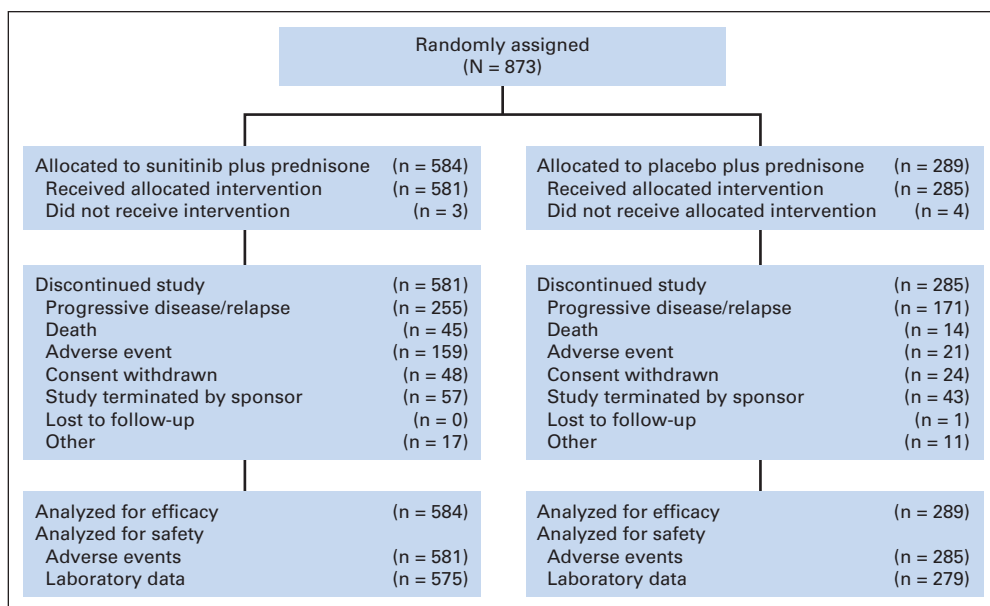 Randomly assigned
(N = 873)
Allocated to sunitinib plus prednisone (n = 584)
Received allocated intervention (n = 581)
Did not receive intervention (n = 3)
Allocated to placebo plus prednisone (n = 289)
Received allocated intervention (n = 285)
Did not receive allocated intervention (n = 4)
Discontinued study (n = 581)
Progressive disease/relapse (n = 255)
Death (n = 45)
Adverse event (n = 159)
Consent withdrawn (n = 48)
Study terminated by sponsor (n = 57)
Lost to follow-up (n = 0)
Other (n = 17)
Discontinued study (n = 285)
Progressive disease/relapse (n = 171)
Death (n = 14)
Adverse event (n = 21)
Consent withdrawn (n = 24)
Study terminated by sponsor (n = 43)
Lost to follow-up (n = 1)
Other (n = 11)
Analyzed for efficacy (n = 584)
Analyzed for safety
Adverse events (n = 581)
Laboratory data (n = 575)
Analyzed for efficacy (n = 289)
Analyzed for safety
Adverse events (n = 285)
Laboratory data (n = 279)